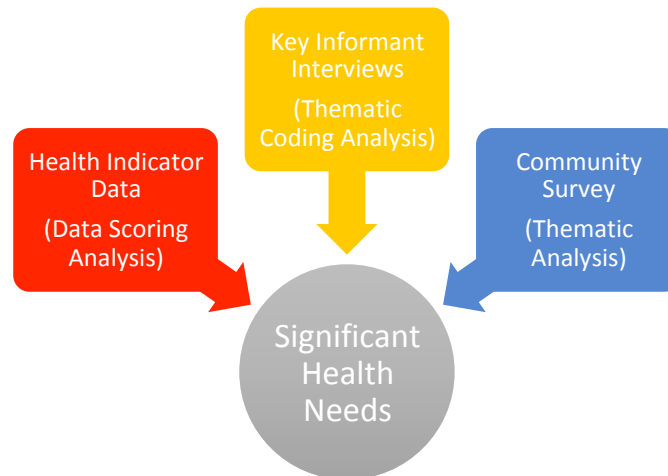 Key Informant
Interviews
(Thematic
Coding Analysis)
Health Indicator
Data
(Data Scoring
Analysis)
Community
Survey
(Thematic
Analysis)
Significant
Health
Needs